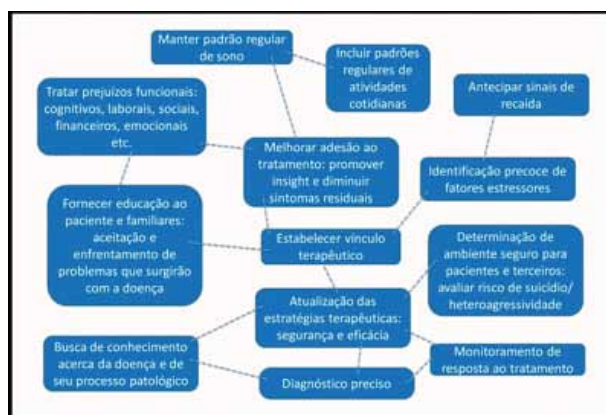 Manter padrão regular
de sono
Incluir padrões
regulares de
atividades
cotidianas
Tratar prejuízos funcionais:
cognitivos, laborais, sociais,
financeiros, emocionais
etc.
Antecipar sinais de
recaída
Melhorar adesão ao
tratamento: promover
insight e diminuir
sintomas residuais
Identificação precoce de
fatores estressores
Fornecer educação ao
paciente e familiares:
aceitação e
enfrentamento de
problemas que surgirão
com a doença
Estabelecer vínculo
terapêutico
Determinação de
ambiente seguro para
pacientes e terceiros:
avaliar risco de suicídio/
heteroagressividade
Atualização das
estratégias terapêuticas:
segurança e eficácia
Busca de conhecimento
acerca da doença e de
seu processo patológico
Monitoramento de
resposta ao tratamento
Diagnóstico preciso